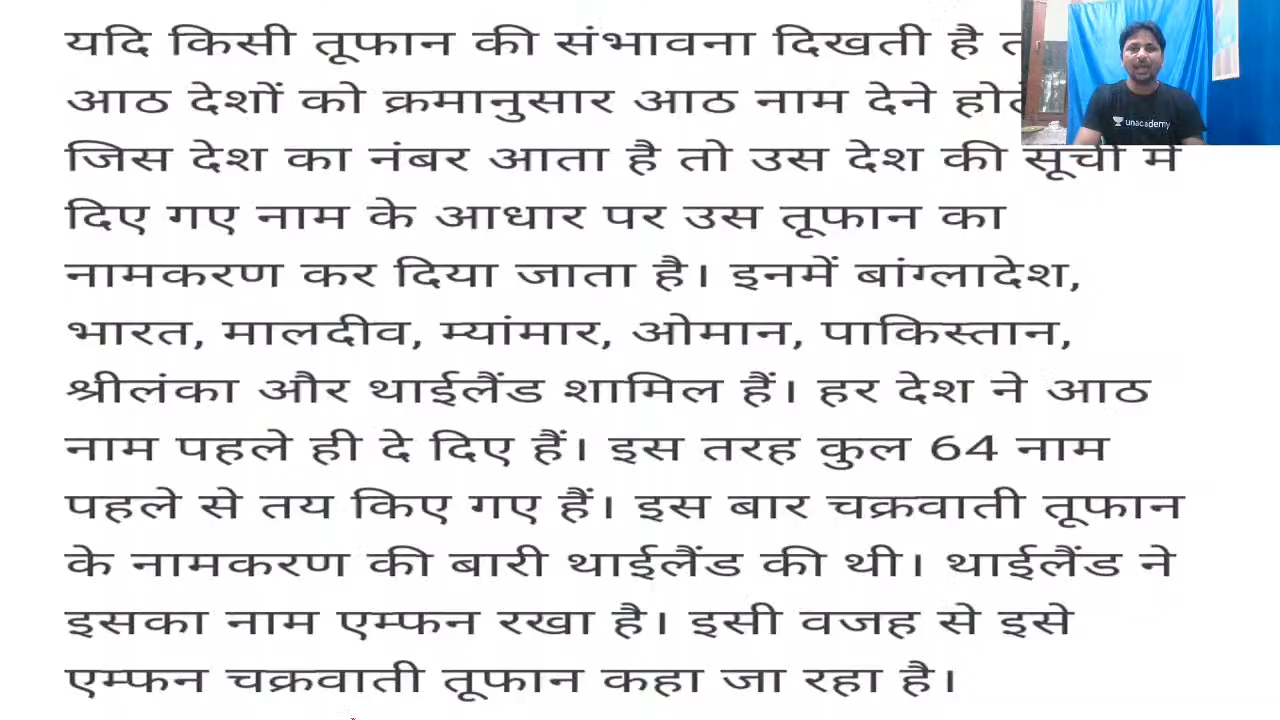 यदि किसी तूफान की संभावना दिखती है
आठ देशों को क्रमानुसार आठ नाम देने
जिस देश का नंबर आता है तो उस देश की सूची में
दिए गए नाम के आधार पर उस तूफान का
नामकरण कर दिया जाता है। इनमें बांग्लादेश,
भारत, मालदीव, म्यांमार, ओमान, पाकिस्तान,
श्रीलंका और थाईलैंड शामिल हैं। हर देश ने आठ
नाम पहले ही दे दिए हैं। इस तरह कुल 64 नाम
पहले से तय किए गए हैं। इस बार चक्रवाती तूफान
के नामकरण की बारी थाईलैंड की थी। थाईलैंड ने
इसका नाम एम्फन रखा है। इसी वजह से इसे
एम्फन चक्रवाती तूफान कहा जा रहा है।
unacademy